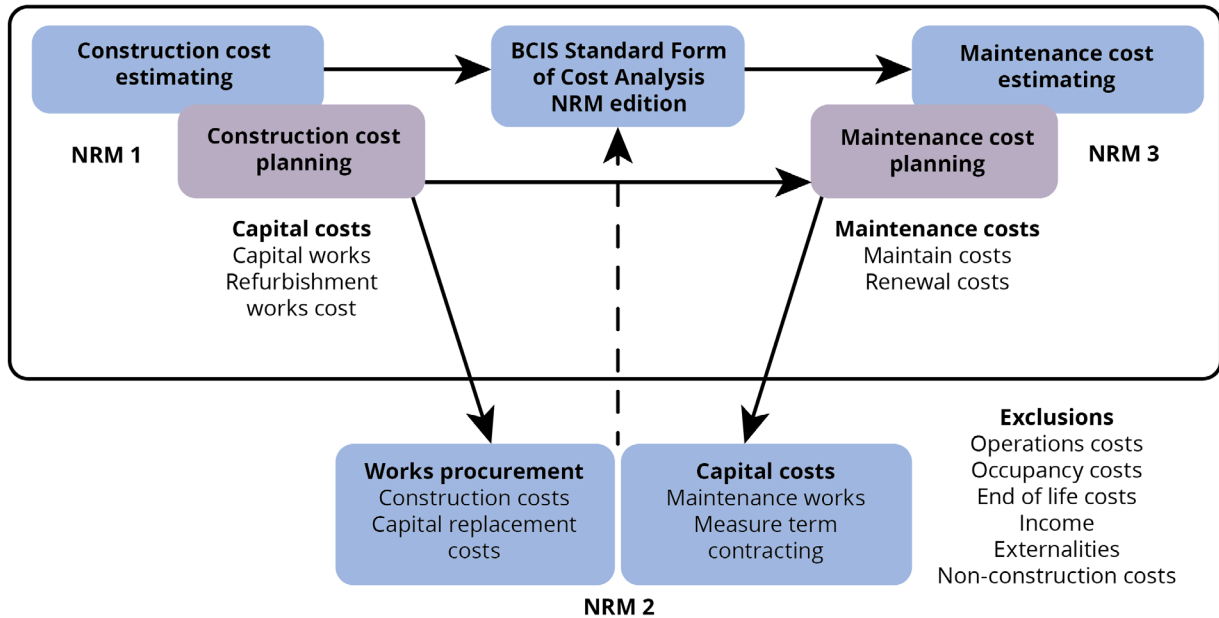 Construction cost
estimating
BCIS Standard Form
of Cost Analysis
NRM edition
Maintenance cost
estimating
NRM 1
Construction cost
planning
Maintenance cost
planning
NRM 3
Capital costs
Capital works
Refurbishment
works cost
Maintenance costs
Maintain costs
Renewal costs
Works procurement
Construction costs
Capital replacement
costs
Capital costs
Maintenance works
Measure term
contracting
Exclusions
Operations costs
Occupancy costs
End of life costs
Income
Externalities
Non-construction costs
NRM 2